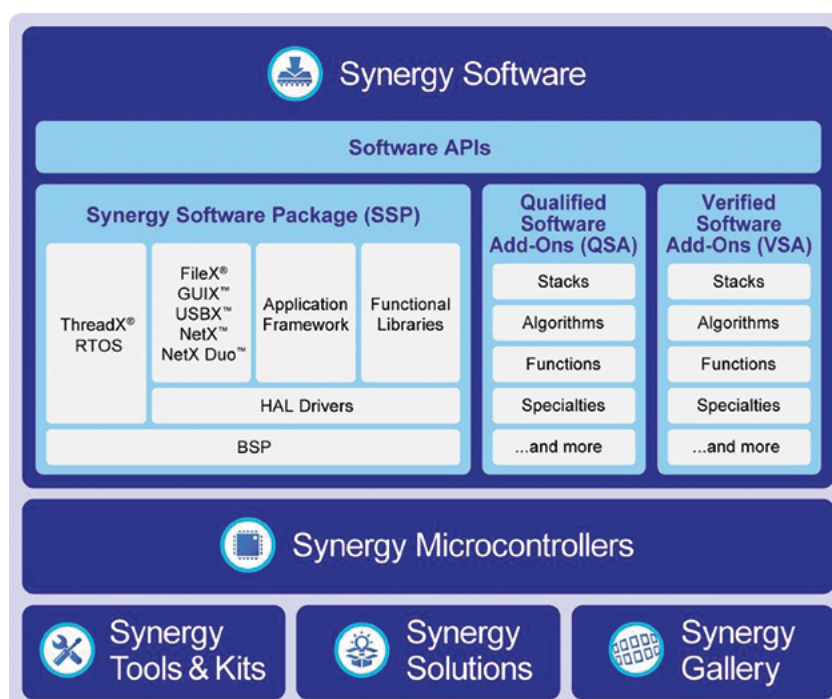 Synergy Software
Software APIs
Synergy Software Package (SSP)
ThreadX®
RTOS
FileX®
GUIX™
USBX™
NetX™
NetX Duo™
Application
Framework
Functional
Libraries
HAL Drivers
BSP
Qualified
Software
Add-Ons (QSA)
Stacks
Algorithms
Functions
Specialties
...and more
Verified
Software
Add-Ons (VSA)
Stacks
Algorithms
Functions
Specialties
...and more
Synergy Microcontrollers
Synergy
Tools & Kits
Synergy
Solutions
Synergy
Gallery